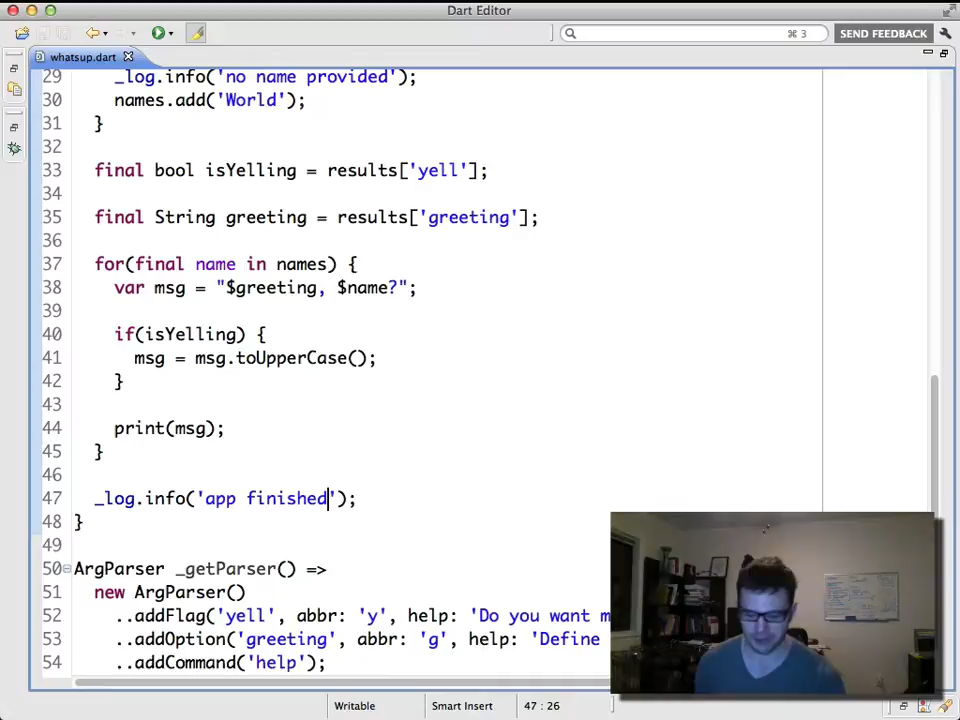 Dart Editor
⌘ 3
SEND FEEDBACK
whatsup.dart
29 _log.info('no name provided');
30 names.add('World');
31 }
32
33 final bool isYelling = results['yell'];
34
35 final String greeting = results['greeting'];
36
37 for(final name in names) {
38 var msg = "$greeting, $name?";
39
40 if(isYelling) {
41 msg = msg.toUpperCase();
42 }
43
44 print(msg);
45 }
46
47 _log.info('app finished');
48 }
49
50 ArgParser _getParser() =>
51 new ArgParser()
52 ..addFlag('yell', abbr: 'y', help: 'Do you want m
53 ..addOption('greeting', abbr: 'g', help: 'Define
54 ..addCommand('help');
Writable Smart Insert 47 : 26